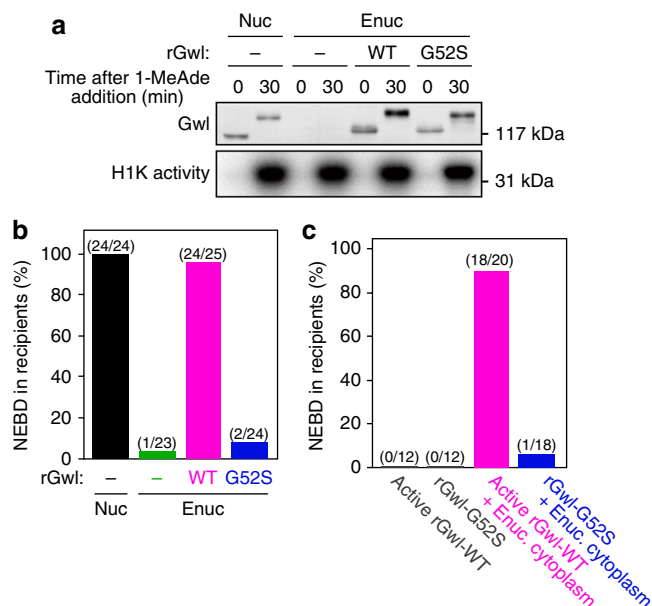 a
Nuc Enuc
rGwl: – – WT G52S
Time after 1-MeAde addition (min) 0 30 0 30 0 30 0 30
Gwl 117 kDa
H1K activity 31 kDa
b
NEBD in recipients (%)
100
80
60
40
20
0
(24/24)
(1/23)
(24/25)
(2/24)
rGwl: – – WT G52S
Nuc Enuc
c
NEBD in recipients (%)
100
80
60
40
20
0
(0/12)
(0/12)
(18/20)
(1/18)
Active rGwl-WT
rGwl-G52S
Active rGwl-WT
+ Enuc. cytoplasm
rGwl-G52S
+ Enuc. cytoplasm